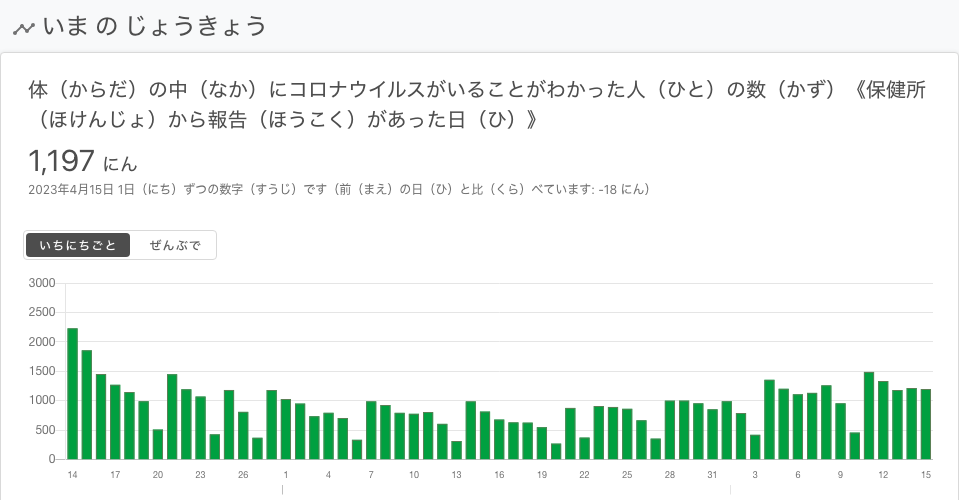 いま の じょうきょう
体（からだ）の中（なか）にコロナウイルスがいることがわかった人（ひと）の数（かず）《保健所
（ほけんじょ）から報告（ほうこく）があった日（ひ）》
1,197 にん
2023年4月15日 1日（にち）ずつの数字（すうじ）です（前（まえ）の日（ひ）と比（くら）べています: -18 にん）
いちにちごと ぜんぶで
3000
2500
2000
1500
1000
500
0
14 17 20 23 26 1 4 7 10 13 16 19 22 25 28 31 3 6 9 12 15